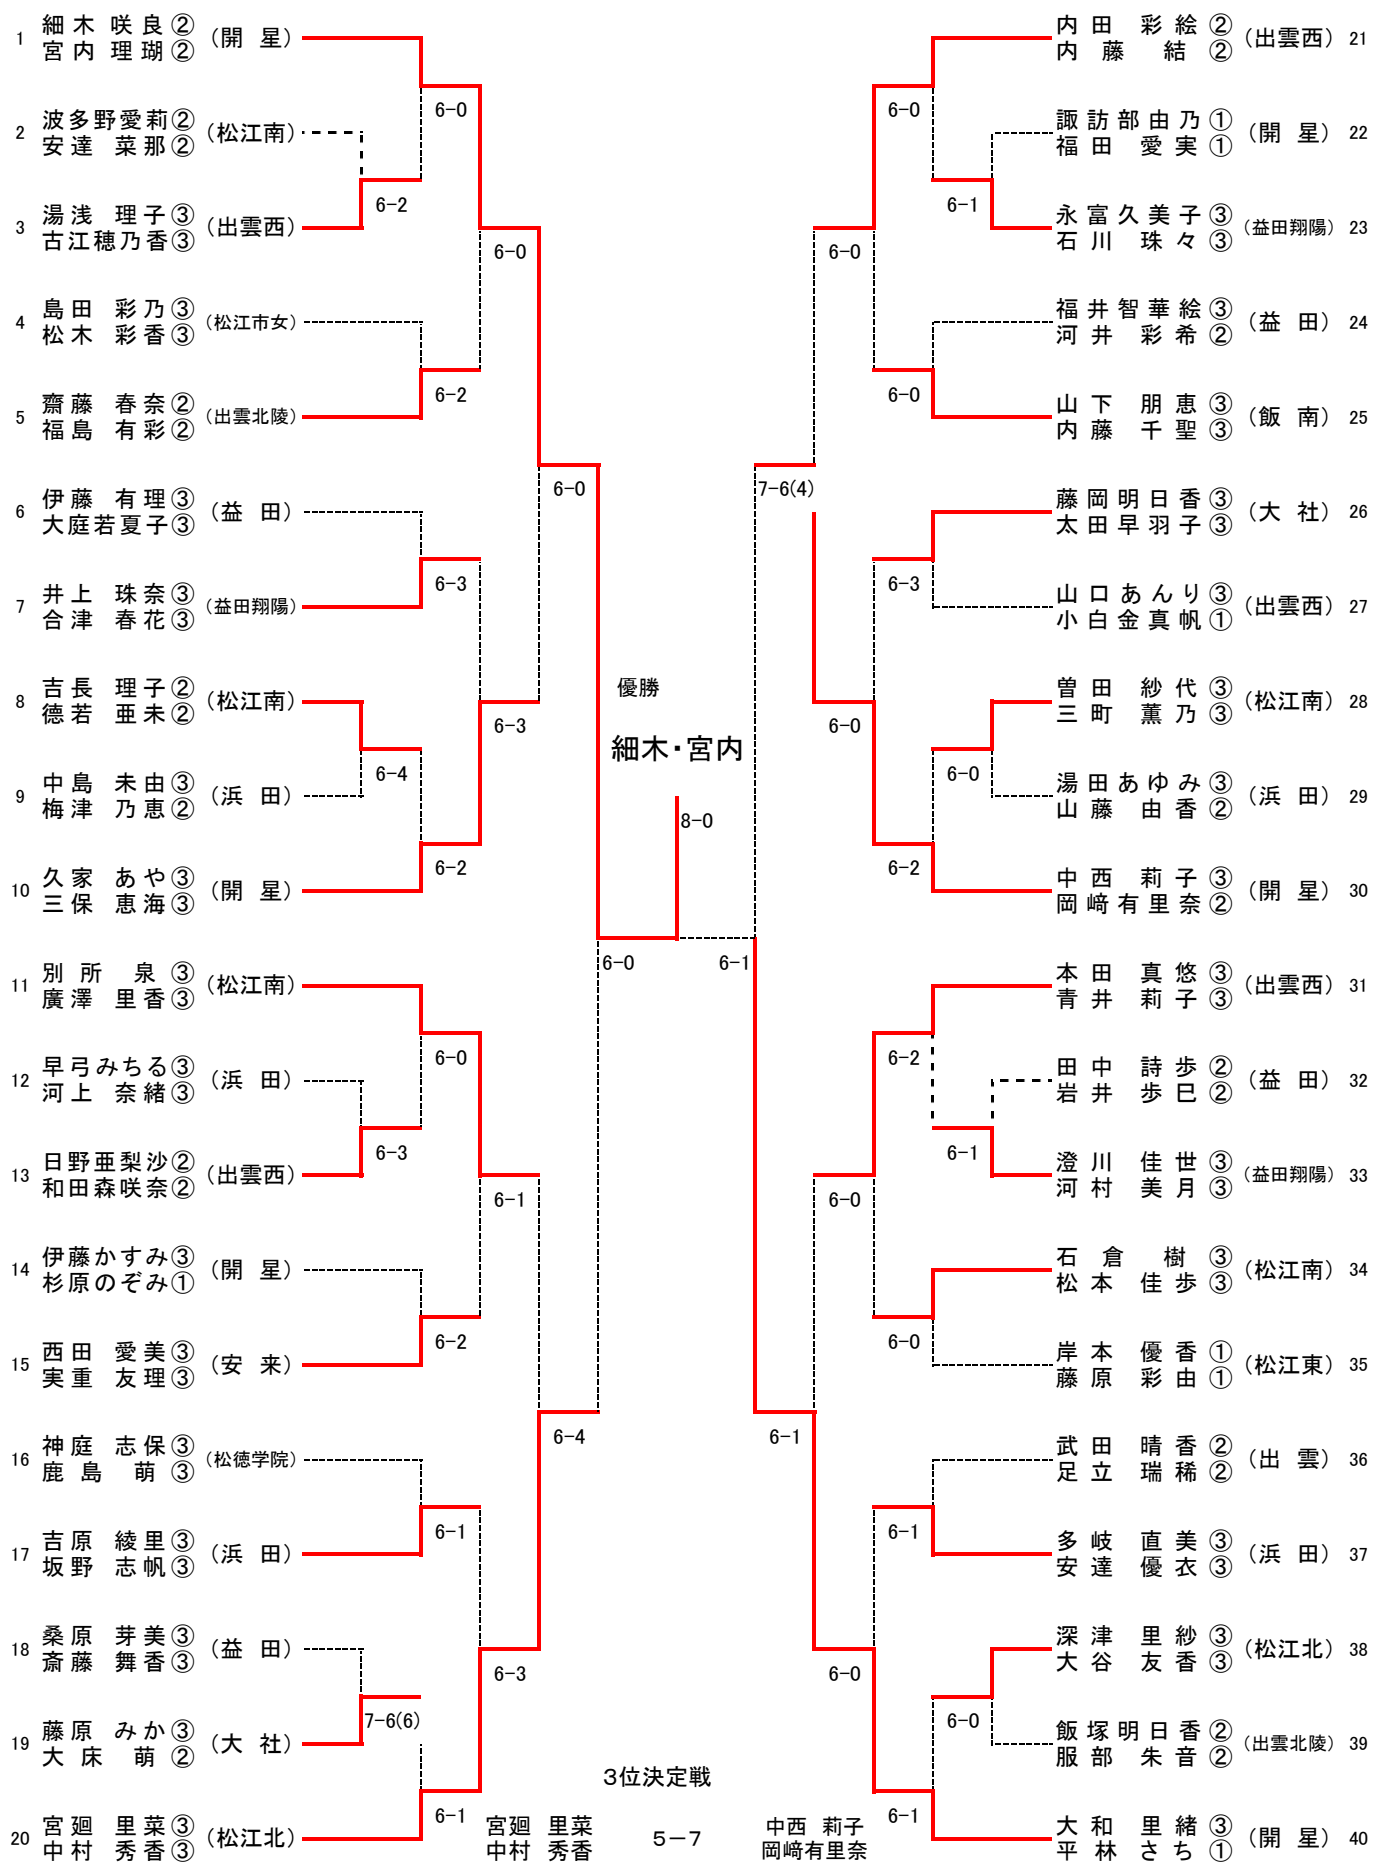 1 細木 咲良② (開 星)
宮内 理瑚②
6-0
2 波多野愛莉② (松江南)
安達 菜那②
6-2
3 湯浅 理子③ (出雲西)
古江穂乃香③
6-0
4 島田 彩乃③ (松江市女)
松木 彩香③
6-2
5 齋藤 春奈② (出雲北陵)
福島 有彩②
6-0
6 伊藤 有理③ (益 田)
大庭若夏子③
6-3
7 井上 珠奈③ (益田翔陽)
合津 春花③
8 吉長 理子② (松江南)
德若 亜未②
6-3
6-4
9 中島 未由③ (浜 田)
梅津 乃恵②
6-2
10 久家 あや③ (開 星)
三保 恵海③
6-0
11 別所 泉③ (松江南)
廣澤 里香③
6-0
12 早弓みちる③ (浜 田)
河上 奈緒③
6-3
13 日野亜梨沙② (出雲西)
和田森咲奈②
6-1
14 伊藤かすみ③ (開 星)
杉原のぞみ①
6-2
15 西田 愛美③ (安 来)
実重 友理③
6-4
16 神庭 志保③ (松徳学院)
鹿島 萌③
6-1
17 吉原 綾里③ (浜 田)
坂野 志帆③
18 桑原 芽美③ (益 田)
斎藤 舞香③
6-3
7-6(6)
19 藤原 みか③ (大 社)
大床 萌②
6-1
20 宮廻 里菜③ (松江北)
中村 秀香③
優勝
細木・宮内
8-0
内田 彩絵② (出雲西) 21
内藤 結②
6-0
諏訪部由乃① (開 星) 22
福田 愛実①
6-1
永富久美子③ (益田翔陽) 23
石川 珠々③
6-0
福井智華絵③ (益 田) 24
河井 彩希②
6-0
山下 朋恵③ (飯 南) 25
内藤 千聖③
7-6(4)
藤岡明日香③ (大 社) 26
太田早羽子③
6-3
山口あんり③ (出雲西) 27
小白金真帆①
曽田 紗代③ (松江南) 28
三町 薫乃③
6-0
6-0
湯田あゆみ③ (浜 田) 29
山藤 由香②
6-2
中西 莉子③ (開 星) 30
岡﨑有里奈②
6-1
本田 真悠③ (出雲西) 31
青井 莉子③
6-2
田中 詩歩② (益 田) 32
岩井 歩巳②
6-1
澄川 佳世③ (益田翔陽) 33
河村 美月③
6-0
石倉 樹③ (松江南) 34
松本 佳歩③
6-0
岸本 優香① (松江東) 35
藤原 彩由①
6-1
武田 晴香② (出 雲) 36
足立 瑞稀②
6-1
多岐 直美③ (浜 田) 37
安達 優衣③
深津 里紗③ (松江北) 38
大谷 友香③
6-0
6-0
飯塚明日香② (出雲北陵) 39
服部 朱音②
6-1
大和 里緒③ (開 星) 40
平林 さち①
3位決定戦
宮廻 里菜 5－7 中西 莉子
中村 秀香 岡﨑有里奈